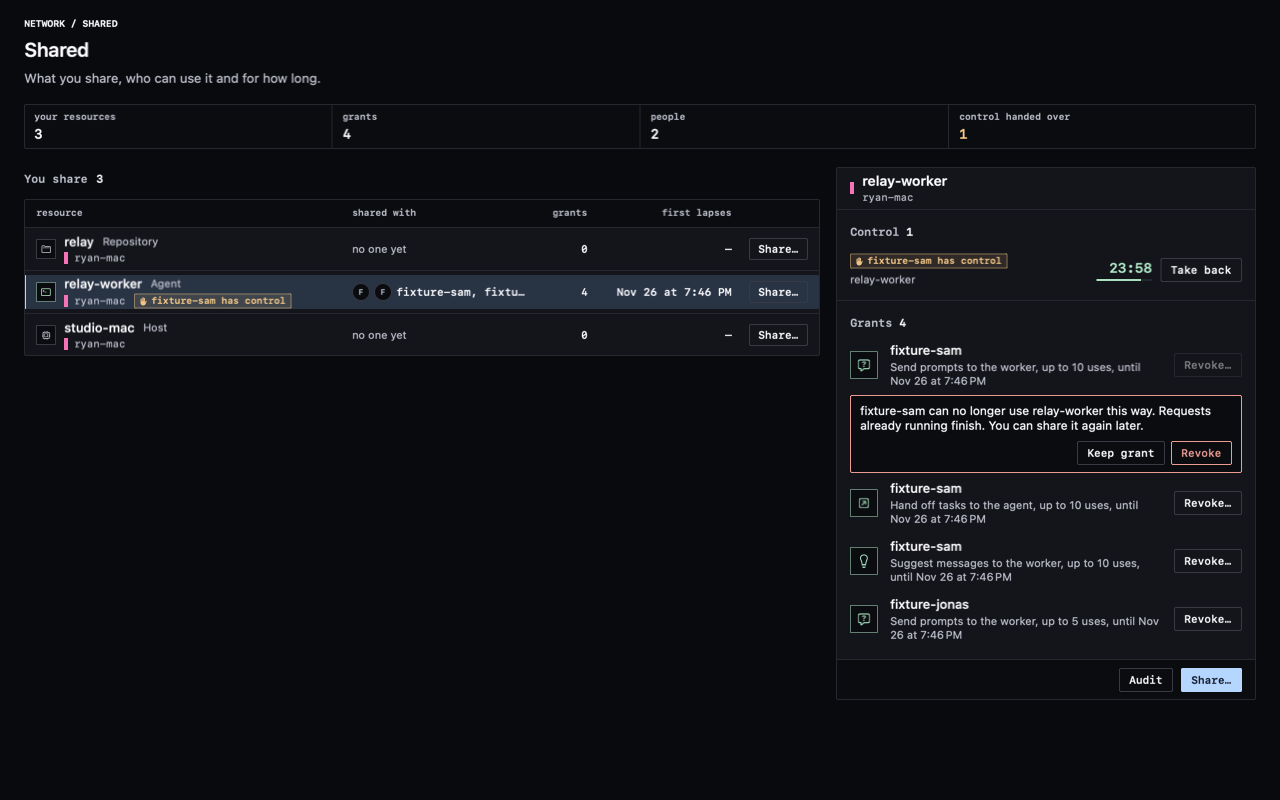 NETWORK / SHARED
Shared
What you share, who can use it and for how long.
your resources
3
grants
4
people
2
control handed over
1
You share 3
resource shared with grants first lapses
relay Repository
ryan-mac
no one yet 0 — Share…
relay-worker Agent
ryan-mac fixture-sam has control
F F fixture-sam, fixtu… 4 Nov 26 at 7:46 PM Share…
studio-mac Host
ryan-mac
no one yet 0 — Share…
relay-worker
ryan-mac
Control 1
fixture-sam has control
relay-worker
23:58 Take back
Grants 4
fixture-sam
Send prompts to the worker, up to 10 uses, until
Nov 26 at 7:46 PM
Revoke…
fixture-sam can no longer use relay-worker this way. Requests
already running finish. You can share it again later.
Keep grant Revoke
fixture-sam
Hand off tasks to the agent, up to 10 uses, until
Nov 26 at 7:46 PM
Revoke…
fixture-sam
Suggest messages to the worker, up to 10 uses,
until Nov 26 at 7:46 PM
Revoke…
fixture-jonas
Send prompts to the worker, up to 5 uses, until Nov
26 at 7:46 PM
Revoke…
Audit Share…